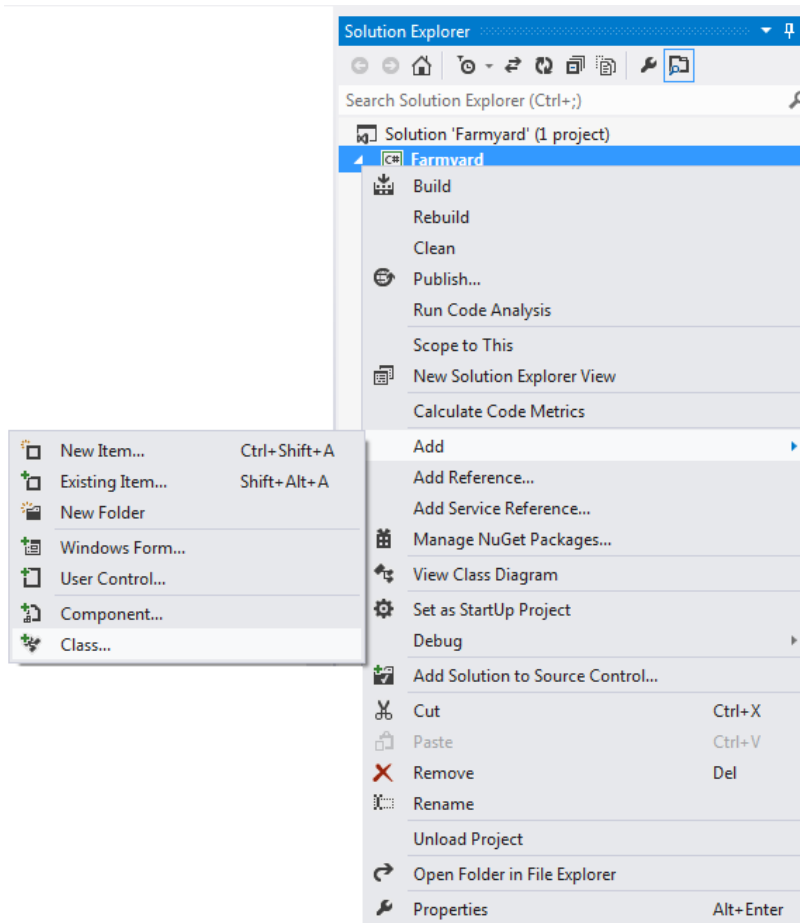 Solution Explorer
Search Solution Explorer (Ctrl+;)
Solution 'Farmyard' (1 project)
C# Farmyard
Build
Rebuild
Clean
Publish...
Run Code Analysis
Scope to This
New Solution Explorer View
Calculate Code Metrics
Add
Add Reference...
Add Service Reference...
Manage NuGet Packages...
View Class Diagram
Set as StartUp Project
Debug
Add Solution to Source Control...
Cut Ctrl+X
Paste Ctrl+V
Remove Del
Rename
Unload Project
Open Folder in File Explorer
Properties Alt+Enter
New Item... Ctrl+Shift+A
Existing Item... Shift+Alt+A
New Folder
Windows Form...
User Control...
Component...
Class...